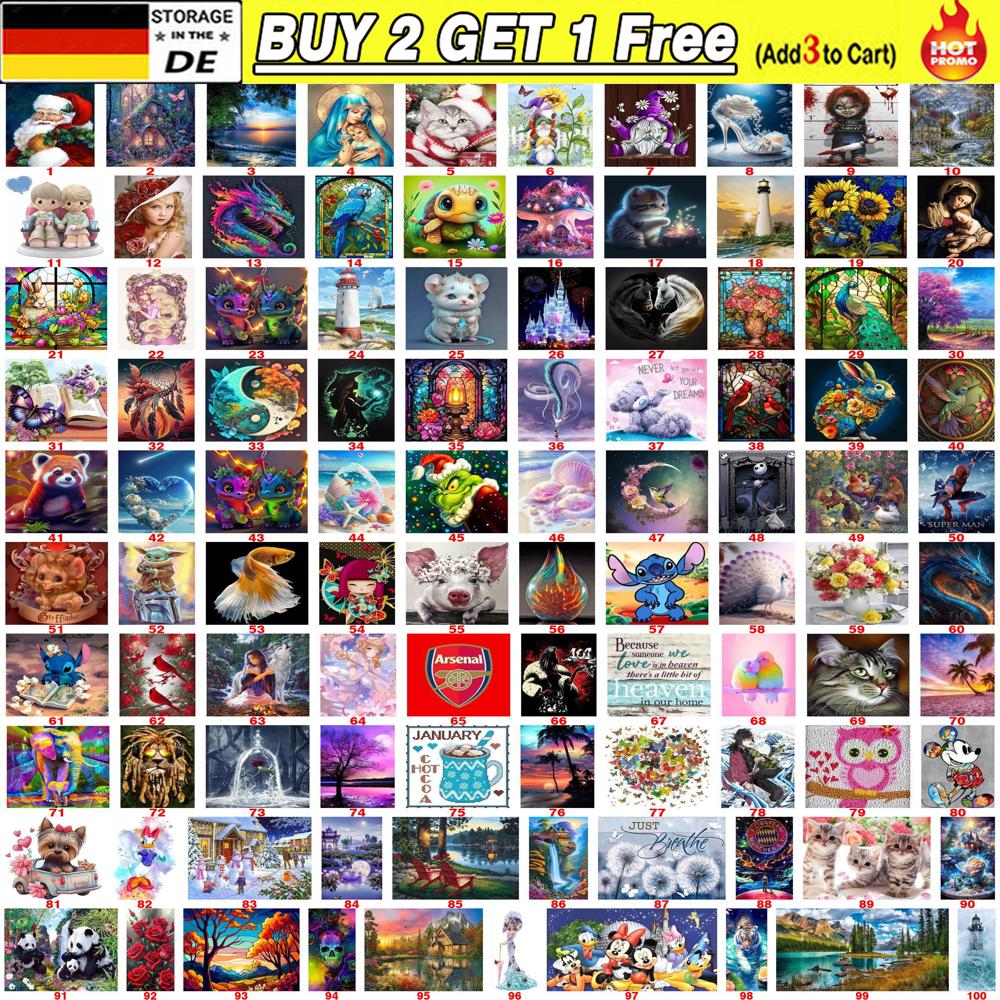 STORAGE
★ IN THE ★
DE
BUY 2 GET 1 Free
(Add 3 to Cart)
HOT
PROMO
1 2 3 4 5 6 7 8 9 10
11 12 13 14 15 16 17 18 19 20
NEVER let go of
YOUR
DREAMS
21 22 23 24 25 26 27 28 29 30
31 32 33 34 35 36 37 38 39 40
SUPER MAN
41 42 43 44 45 46 47 48 49 50
Gryffindor
51 52 53 54 55 56 57 58 59 60
Arsenal
Because
someone we
love is in heaven
there's a little bit of
heaven
in our home
61 62 63 64 65 66 67 68 69 70
JANUARY
HOT
COCOA
71 72 73 74 75 76 77 78 79 80
JUST
Breathe
81 82 83 84 85 86 87 88 89 90
91 92 93 94 95 96 97 98 99 100